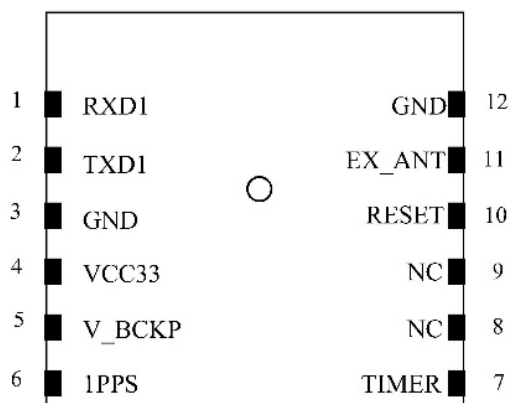 1 RXD1 GND 12
2 TXD1 EX_ANT 11
3 GND RESET 10
4 VCC33 NC 9
5 V_BCKP NC 8
6 1PPS TIMER 7